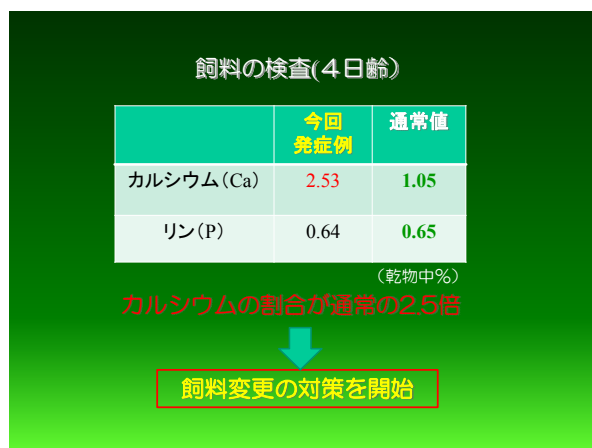 飼料の検査(４日齢)
今回
発症例
通常値
カルシウム(Ca)
2.53
1.05
リン(P)
0.64
0.65
(乾物中％)
カルシウムの割合が通常の2.5倍
飼料変更の対策を開始